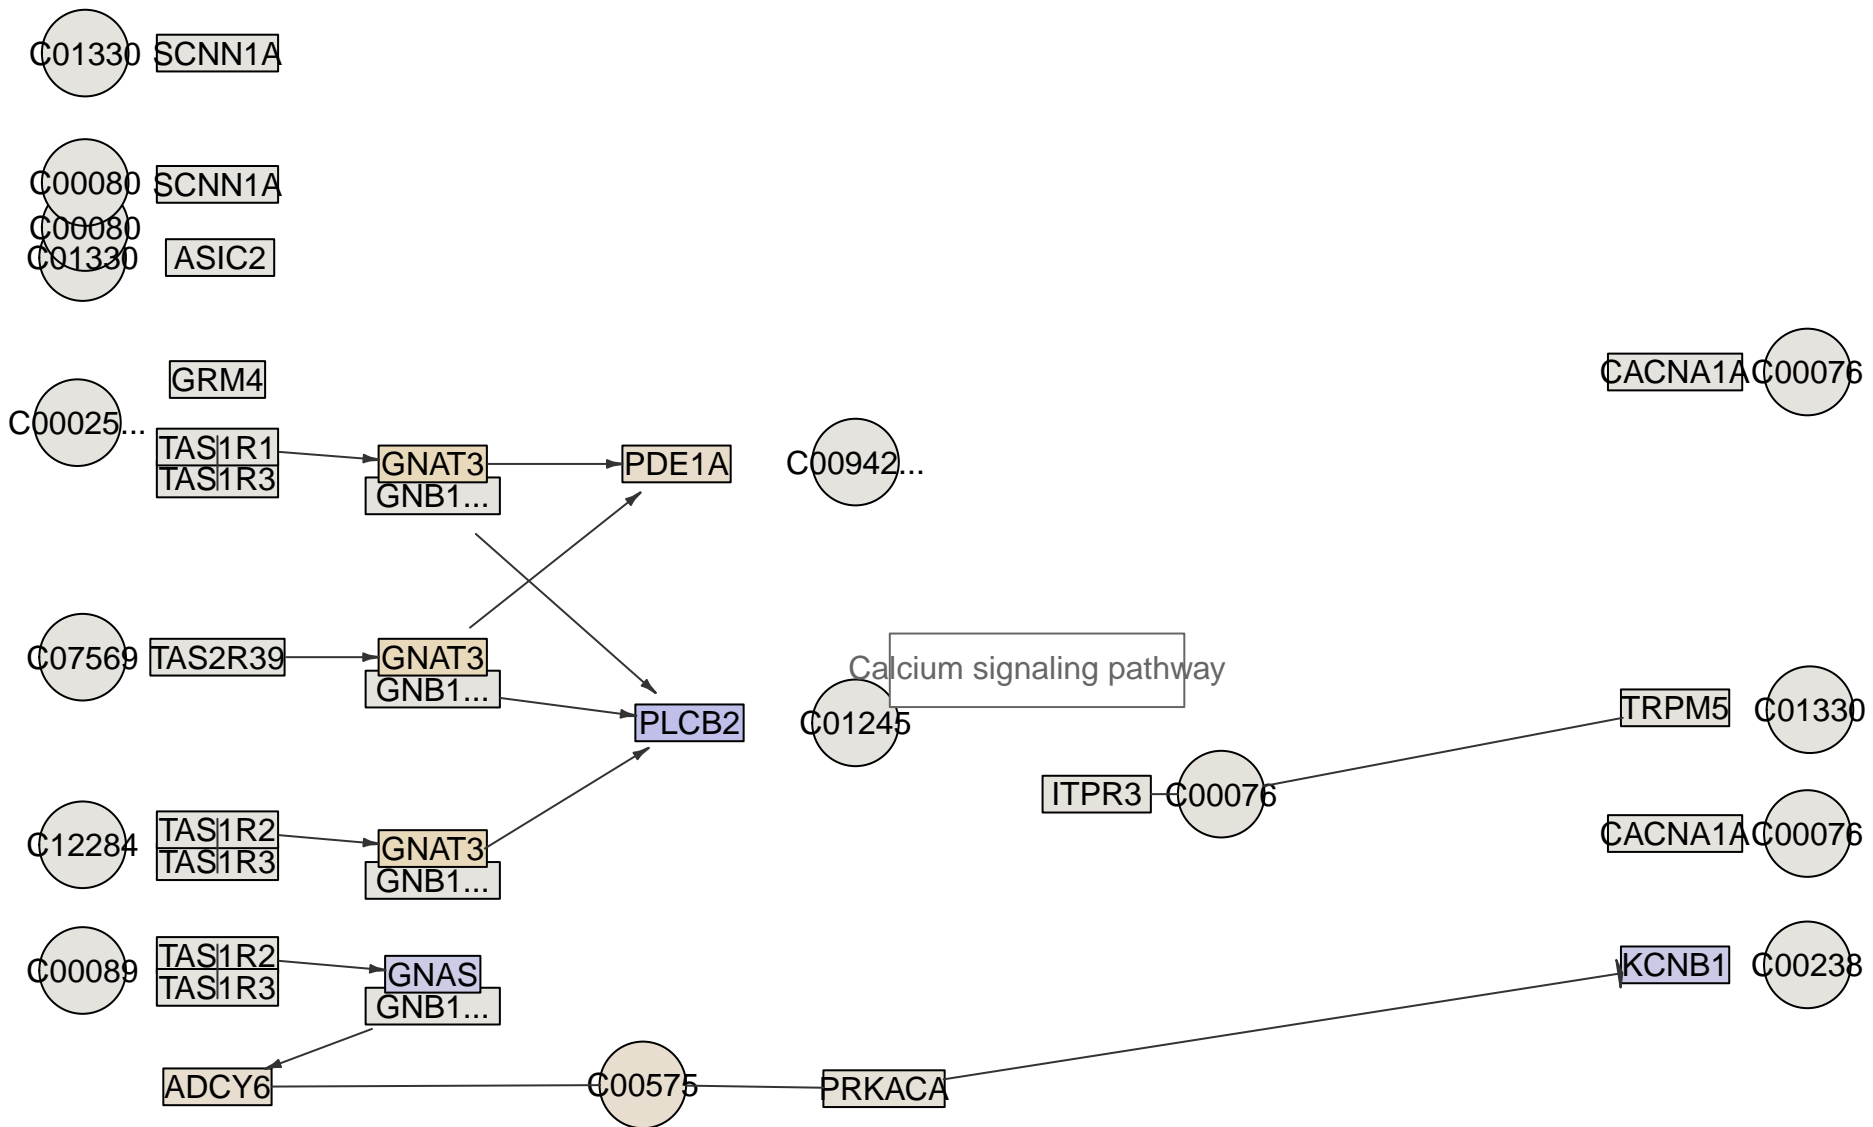 C01330 SCNN1A
C00080 SCNN1A
C00080
C01330 ASIC2
GRM4
CACNA1A C00076
C00025...
TAS1R1
TAS1R3
GNAT3
GNB1...
PDE1A
C00942...
C07569 TAS2R39
GNAT3
GNB1...
Calcium signaling pathway
PLCB2
C01245
TRPM5 C01330
ITPR3 C00076
C12284
TAS1R2
TAS1R3
GNAT3
GNB1...
CACNA1A C00076
C00089
TAS1R2
TAS1R3
GNAS
GNB1...
KCNB1 C00238
ADCY6
C00575
PRKACA